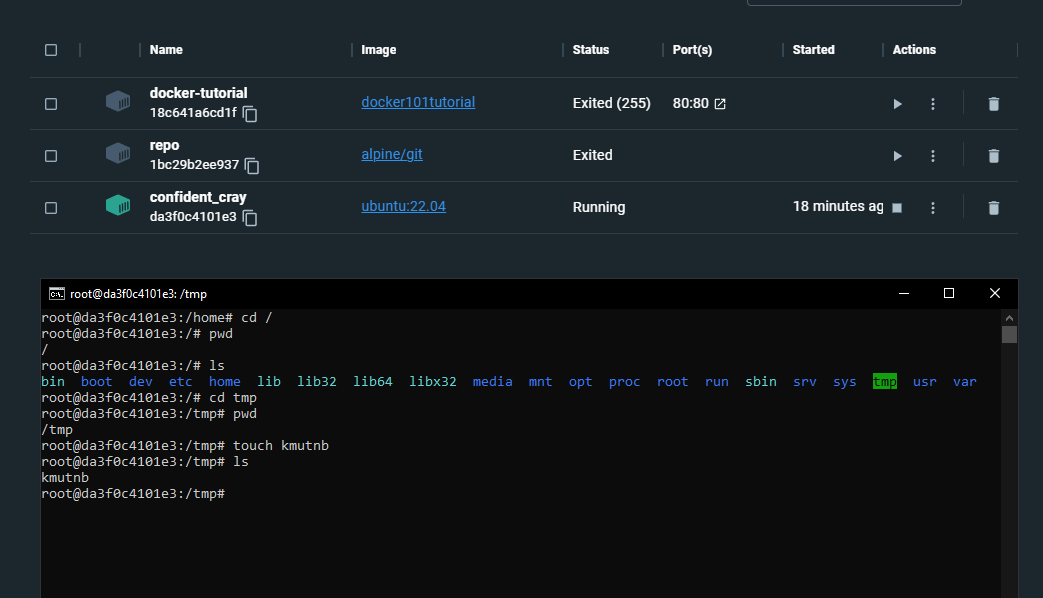 Name Image Status Port(s) Started Actions
docker-tutorial
18c641a6cd1f docker101tutorial Exited (255) 80:80
repo
1bc29b2ee937 alpine/git Exited
confident_cray
da3f0c4101e3 ubuntu:22.04 Running 18 minutes ag
root@da3f0c4101e3: /tmp
root@da3f0c4101e3:/home# cd /
root@da3f0c4101e3:/# pwd
/
root@da3f0c4101e3:/# ls
bin boot dev etc home lib lib32 lib64 libx32 media mnt opt proc root run sbin srv sys tmp usr var
root@da3f0c4101e3:/# cd tmp
root@da3f0c4101e3:/tmp# pwd
/tmp
root@da3f0c4101e3:/tmp# touch kmutnb
root@da3f0c4101e3:/tmp# ls
kmutnb
root@da3f0c4101e3:/tmp#